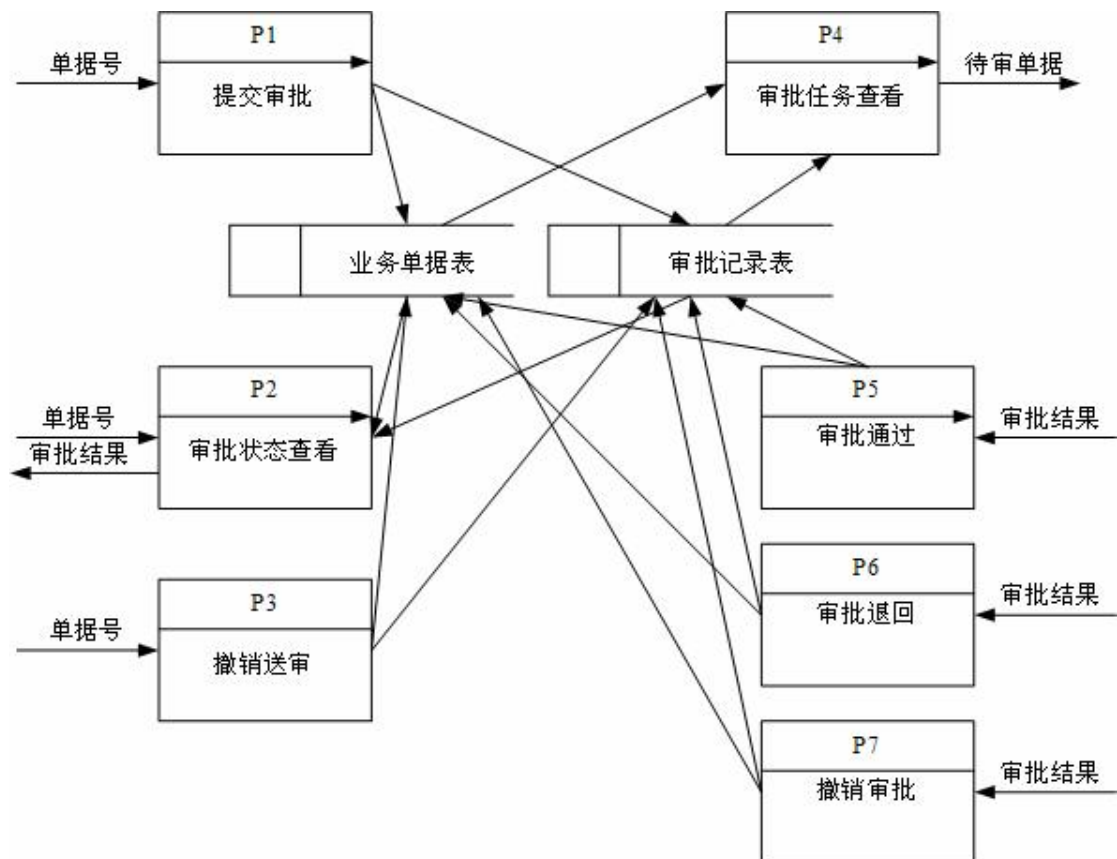 P1
单据号
提交审批
P4
待审单据
审批任务查看
业务单据表
审批记录表
P2
单据号
审批结果
审批状态查看
P5
审批结果
审批通过
P3
单据号
撤销送审
P6
审批结果
审批退回
P7
审批结果
撤销审批